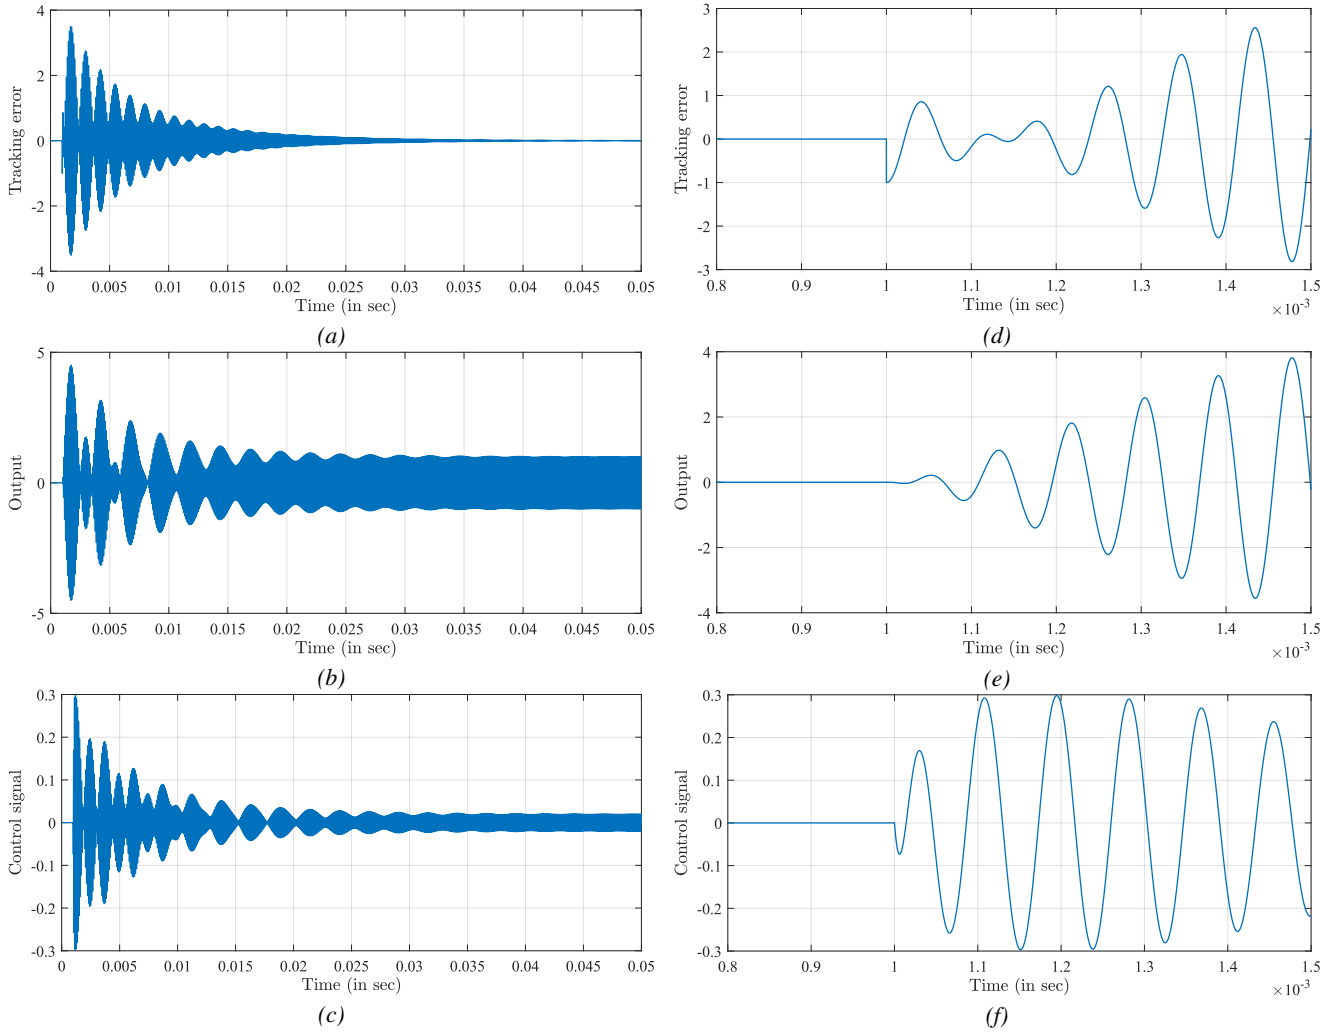 4
2
0
-2
-4
Tracking error
0 0.005 0.01 0.015 0.02 0.025 0.03 0.035 0.04 0.045 0.05
Time (in sec)
(a)
3
2
1
0
-1
-2
-3
Tracking error
0.8 0.9 1 1.1 1.2 1.3 1.4 1.5
Time (in sec)
×10-3
(d)
5
0
-5
Output
0 0.005 0.01 0.015 0.02 0.025 0.03 0.035 0.04 0.045 0.05
Time (in sec)
(b)
4
2
0
-2
-4
Output
0.8 0.9 1 1.1 1.2 1.3 1.4 1.5
Time (in sec)
×10-3
(e)
0.3
0.2
0.1
0
-0.1
-0.2
-0.3
Control signal
0 0.005 0.01 0.015 0.02 0.025 0.03 0.035 0.04 0.045 0.05
Time (in sec)
(c)
0.3
0.2
0.1
0
-0.1
-0.2
-0.3
Control signal
0.8 0.9 1 1.1 1.2 1.3 1.4 1.5
Time (in sec)
×10-3
(f)